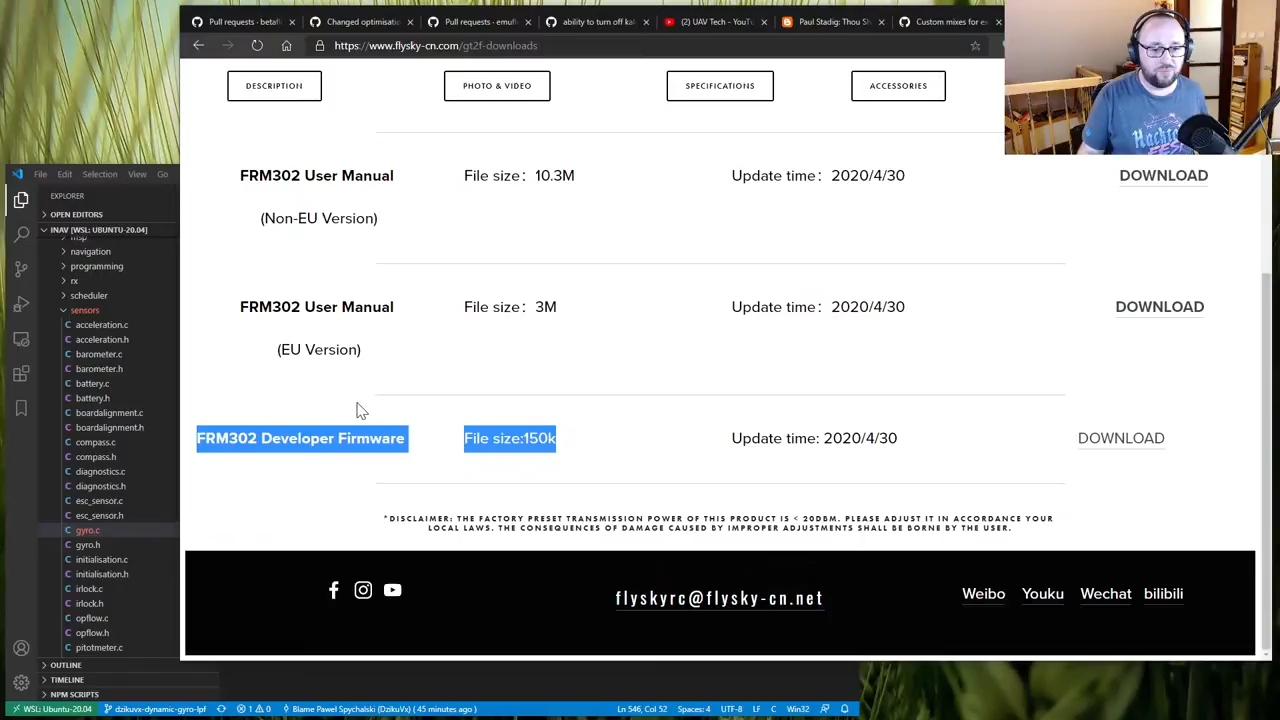 Pull requests · betafl
Changed optimisatio
Pull requests · emufl
ability to turn off kal
(2) UAV Tech - YouT
Paul Stadig: Thou Sh
Custom mixes for e
https://www.flysky-cn.com/gt2f-downloads
DESCRIPTION
PHOTO & VIDEO
SPECIFICATIONS
ACCESSORIES
FRM302 User Manual
File size： 10.3M
Update time： 2020/4/30
DOWNLOAD
(Non-EU Version)
FRM302 User Manual
File size： 3M
Update time： 2020/4/30
DOWNLOAD
(EU Version)
FRM302 Developer Firmware
File size:150k
Update time: 2020/4/30
DOWNLOAD
*DISCLAIMER: THE FACTORY PRESET TRANSMISSION POWER OF THIS PRODUCT IS < 20DBM. PLEASE ADJUST IT IN ACCORDANCE YOUR
LOCAL LAWS. THE CONSEQUENCES OF DAMAGE CAUSED BY IMPROPER ADJUSTMENTS SHALL BE BORNE BY THE USER.
flyskyrc@flysky-cn.net
Weibo
Youku
Wechat
bilibili
File Edit Selection View Go
EXPLORER
OPEN EDITORS
INAV [WSL: UBUNTU-20.04]
msp
navigation
programming
rx
scheduler
sensors
C acceleration.c
C acceleration.h
C barometer.c
C barometer.h
C battery.c
C battery.h
C boardalignment.c
C boardalignment.h
C compass.c
C compass.h
C diagnostics.c
C diagnostics.h
C esc_sensor.c
C esc_sensor.h
C gyro.c
C gyro.h
C initialisation.c
C initialisation.h
C irlock.c
C irlock.h
C opflow.c
C opflow.h
C pitotmeter.c
OUTLINE
TIMELINE
NPM SCRIPTS
WSL: Ubuntu-20.04
dzikuvx-dynamic-gyro-lpf
1 0
Blame Pawel Spychalski (DzikuVx) ( 45 minutes ago )
Ln 546, Col 52
Spaces: 4
UTF-8
LF
C
Win32